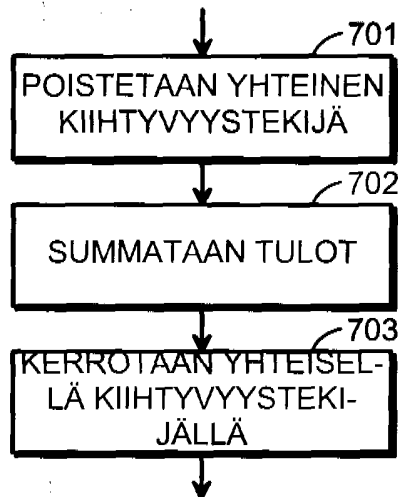 701
POISTETAAN YHTEINEN
KIIHTYVYYSTEKIJÄ
702
SUMMATAAN TULOT
703
KERROTAAN YHTEISEL-
LÄ KIIHTYVYYSTEKI-
JÄLLÄ